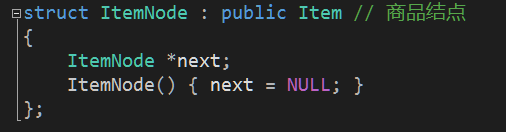 struct ItemNode : public Item // 商品结点
{
ItemNode *next;
ItemNode() { next = NULL; }
};